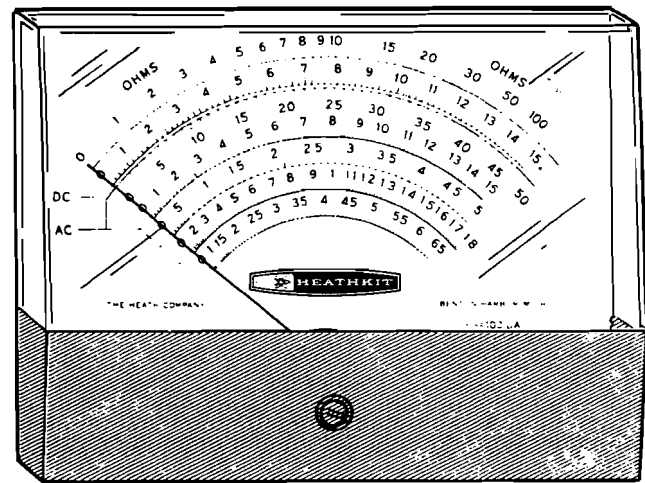 OHMS 1 2 3 4 5 6 7 8 9 10 15 20 30 50 100 OHMS
0 1 2 3 4 5 6 7 8 9 10 11 12 13 14 15
5 10 15 20 25 30 35 40 45 50
1 2 3 4 5 6 7 8 9 10 11 12 13 14 15
5 1 15 2 25 3 35 4 45 5
2 3 4 5 6 7 8 9 1 11 12 13 14 15 16 17 18
1 15 2 25 3 35 4 45 5 55 6 65
DC
AC
HEATHKIT
THE HEATH COMPANY